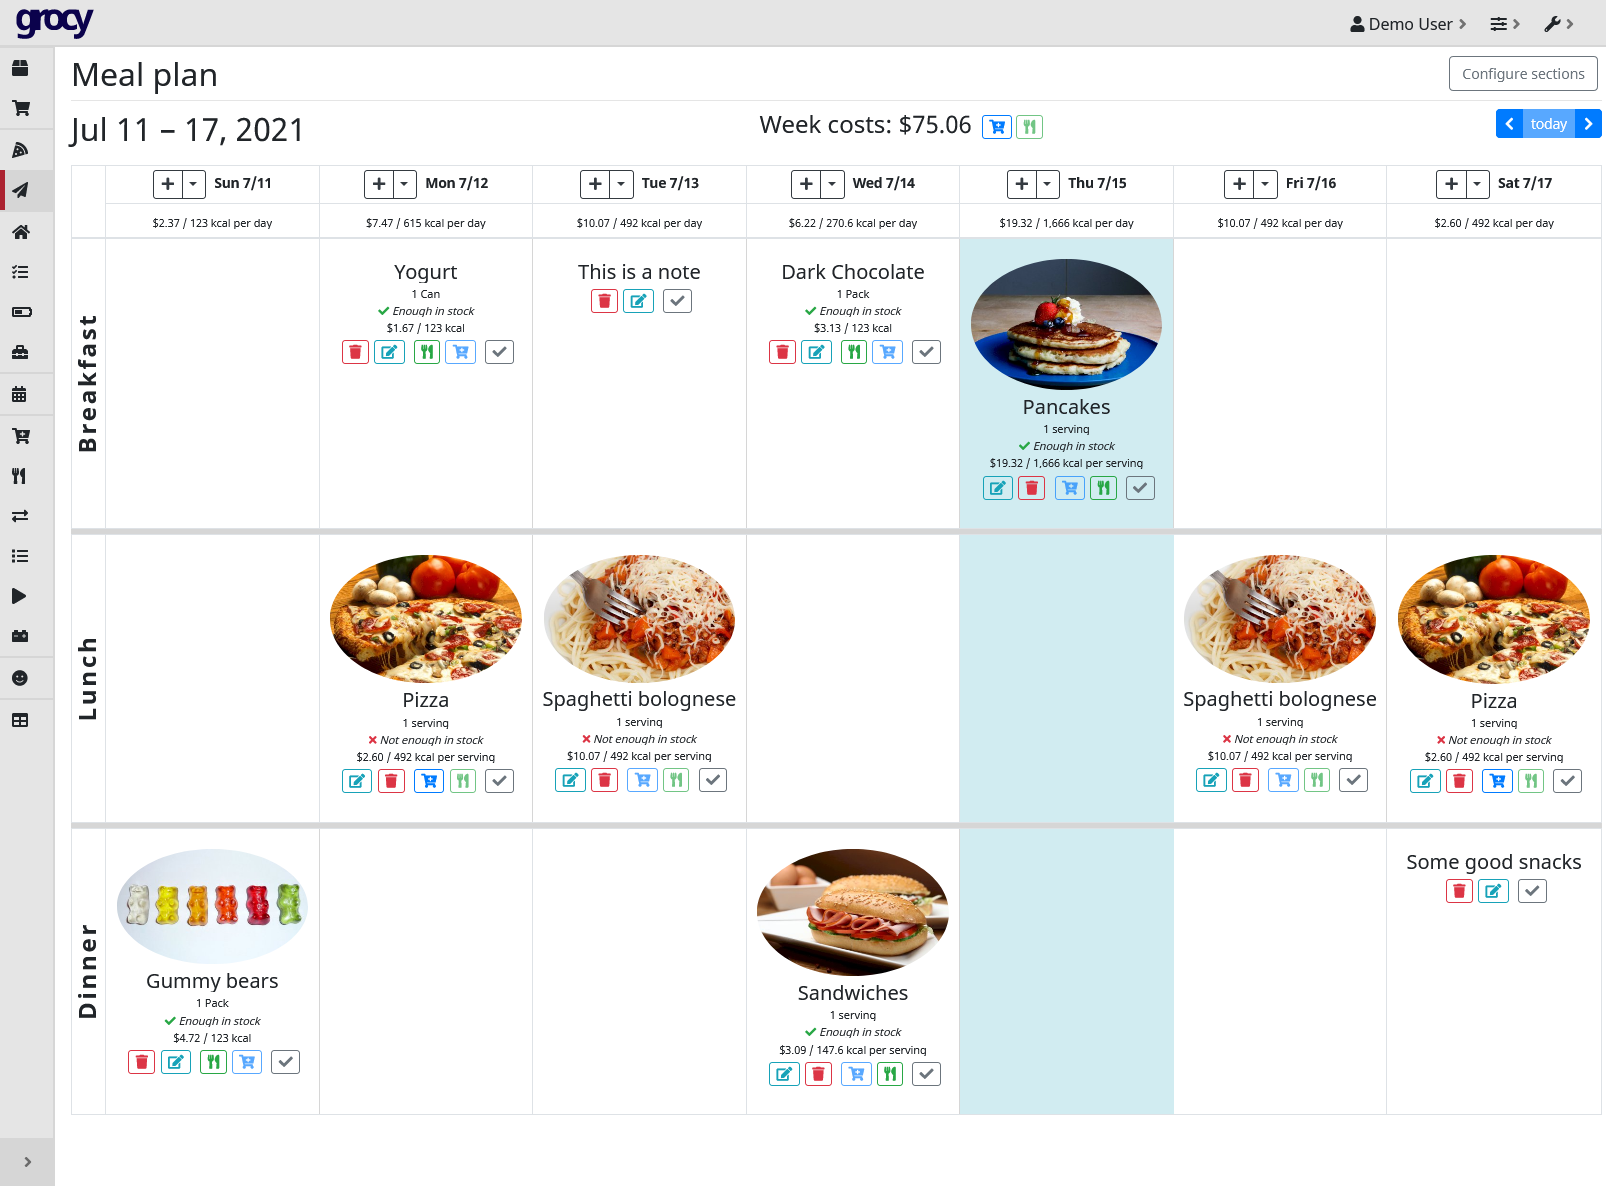 grocy
Demo User
Meal plan
Configure sections
Jul 11 – 17, 2021
Week costs: $75.06
today
Sun 7/11
Mon 7/12
Tue 7/13
Wed 7/14
Thu 7/15
Fri 7/16
Sat 7/17
$2.37 / 123 kcal per day
$7.47 / 615 kcal per day
$10.07 / 492 kcal per day
$6.22 / 270.6 kcal per day
$19.32 / 1,666 kcal per day
$10.07 / 492 kcal per day
$2.60 / 492 kcal per day
Breakfast
Yogurt
1 Can
Enough in stock
$1.67 / 123 kcal
This is a note
Dark Chocolate
1 Pack
Enough in stock
$3.13 / 123 kcal
Pancakes
1 serving
Enough in stock
$19.32 / 1,666 kcal per serving
Lunch
Pizza
1 serving
Not enough in stock
$2.60 / 492 kcal per serving
Spaghetti bolognese
1 serving
Not enough in stock
$10.07 / 492 kcal per serving
Spaghetti bolognese
1 serving
Not enough in stock
$10.07 / 492 kcal per serving
Pizza
1 serving
Not enough in stock
$2.60 / 492 kcal per serving
Dinner
Gummy bears
1 Pack
Enough in stock
$4.72 / 123 kcal
Sandwiches
1 serving
Enough in stock
$3.09 / 147.6 kcal per serving
Some good snacks